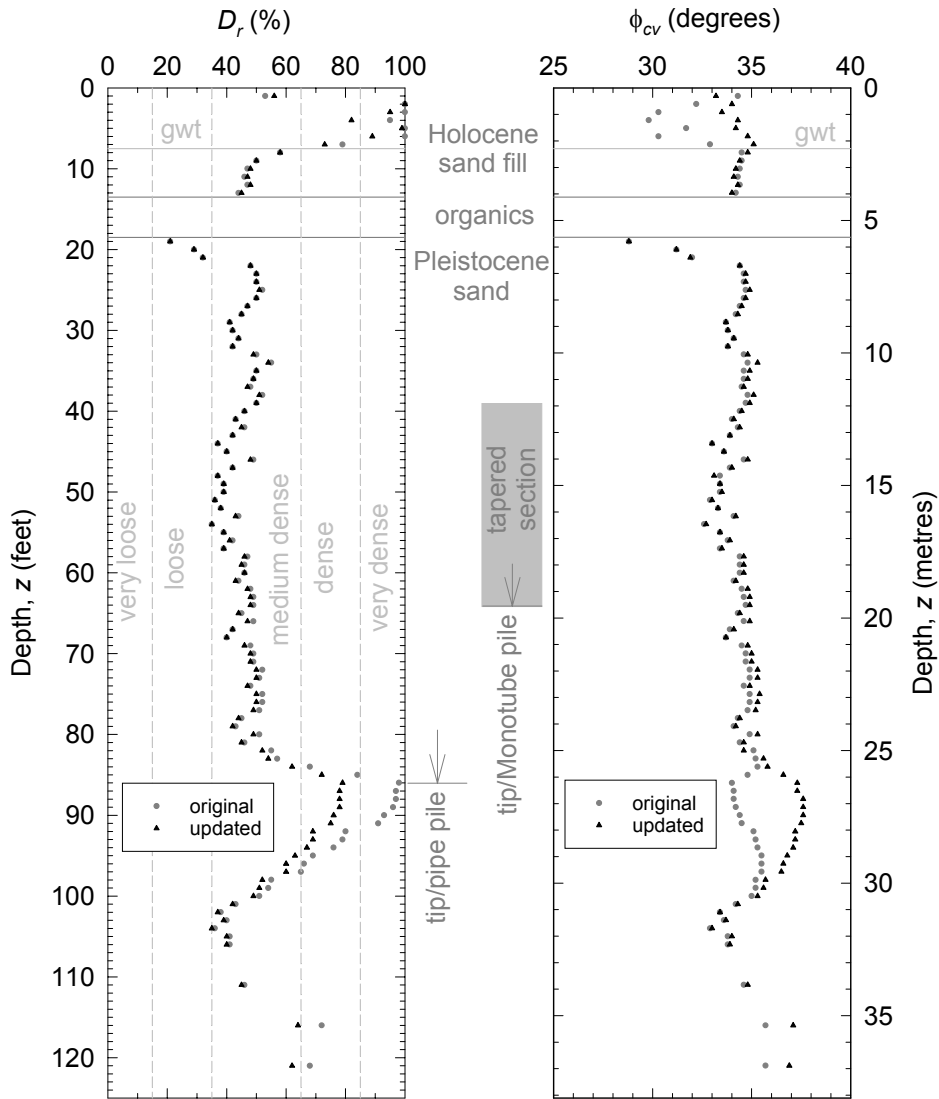 D_r (%)
0 20 40 60 80 100
ϕ_cv (degrees)
25 30 35 40
0
10
20
30
40
50
60
70
80
90
100
110
120
Depth, z (feet)
gwt
very loose
loose
medium dense
dense
very dense
original
updated
Holocene
sand fill
organics
Pleistocene
sand
tapered
section
tip/Monotube pile
tip/pipe pile
gwt
original
updated
0
5
10
15
20
25
30
35
Depth, z (metres)